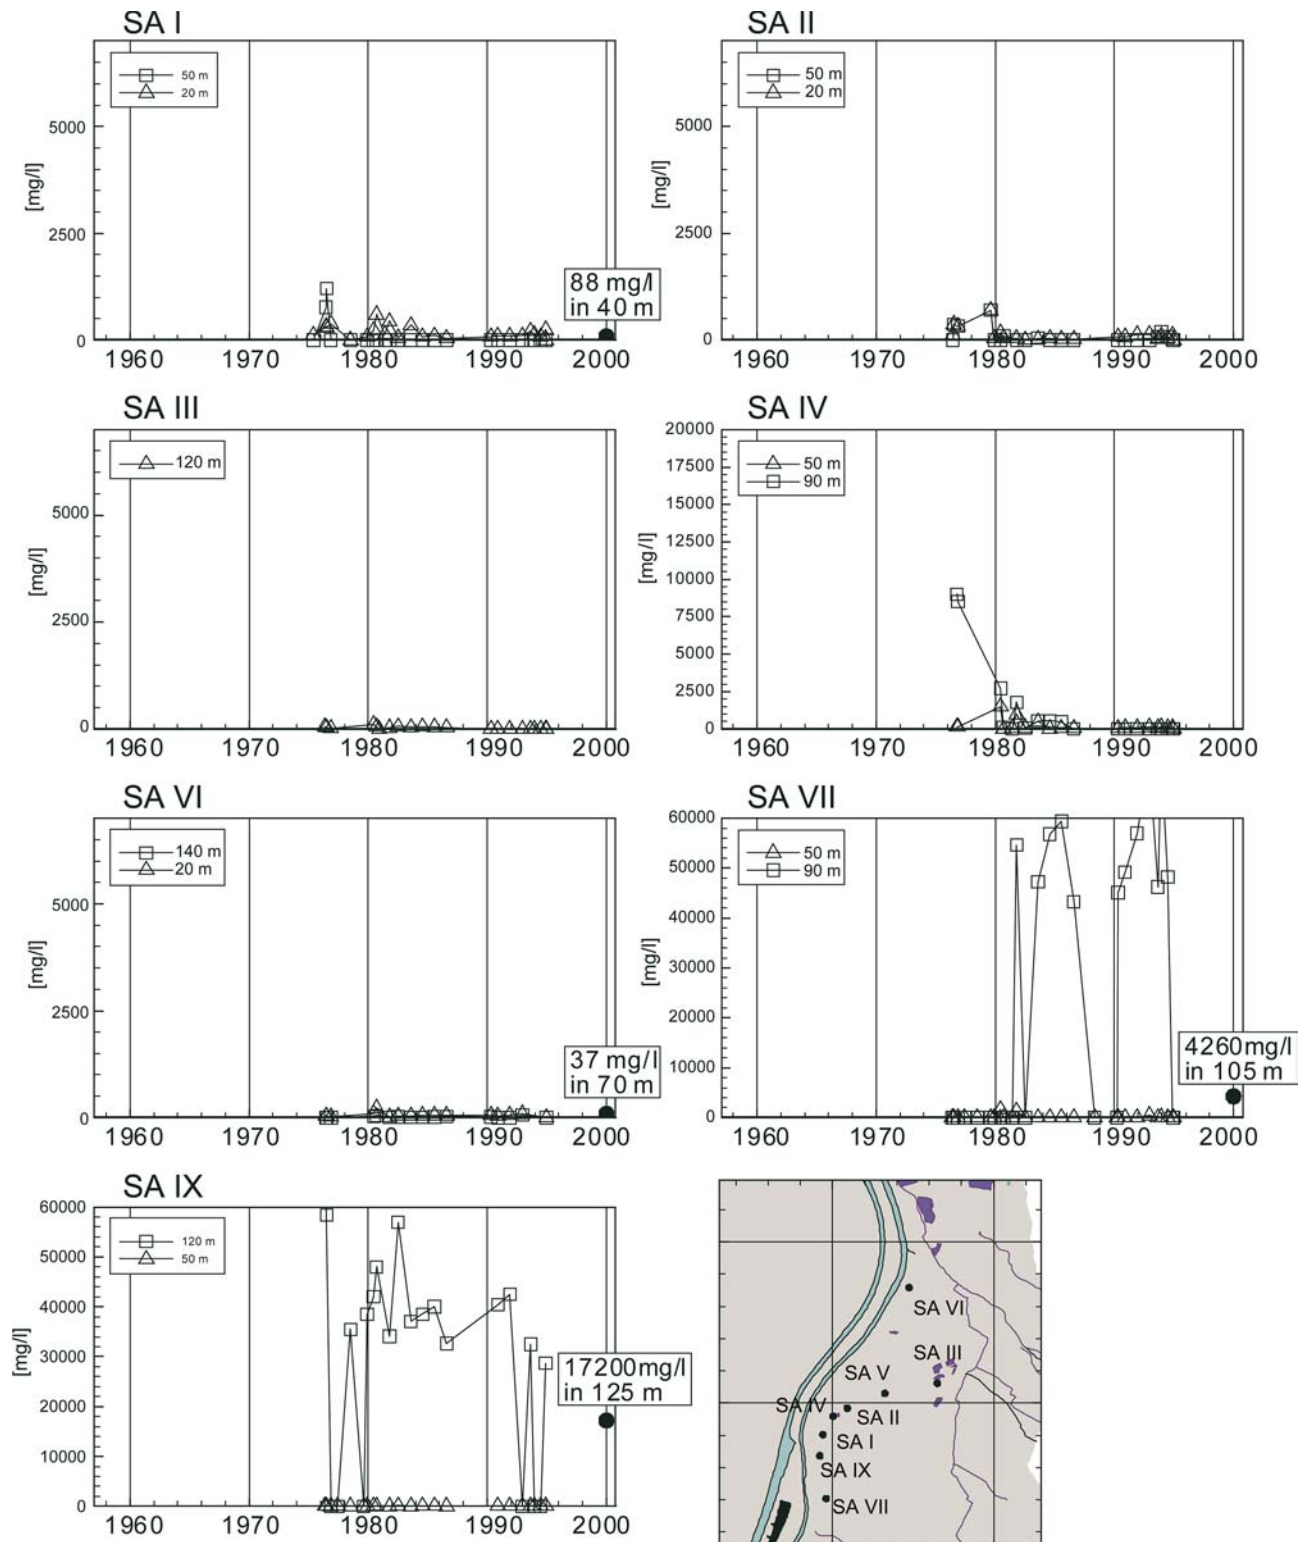 SA I
50 m
20 m
5000
2500
0
[mg/l]
88 mg/l
in 40 m
1960 1970 1980 1990 2000
SA II
50 m
20 m
5000
2500
0
[mg/l]
1960 1970 1980 1990 2000
SA III
120 m
5000
2500
0
[mg/l]
1960 1970 1980 1990 2000
SA IV
50 m
90 m
20000
17500
15000
12500
10000
7500
5000
2500
0
[mg/l]
1960 1970 1980 1990 2000
SA VI
140 m
20 m
5000
2500
0
[mg/l]
37 mg/l
in 70 m
1960 1970 1980 1990 2000
SA VII
50 m
90 m
60000
50000
40000
30000
20000
10000
0
[mg/l]
4260mg/l
in 105 m
1960 1970 1980 1990 2000
SA IX
120 m
50 m
60000
50000
40000
30000
20000
10000
0
[mg/l]
17200mg/l
in 125 m
1960 1970 1980 1990 2000
SA VI
SA III
SA V
SA IV
SA II
SA I
SA IX
SA VII